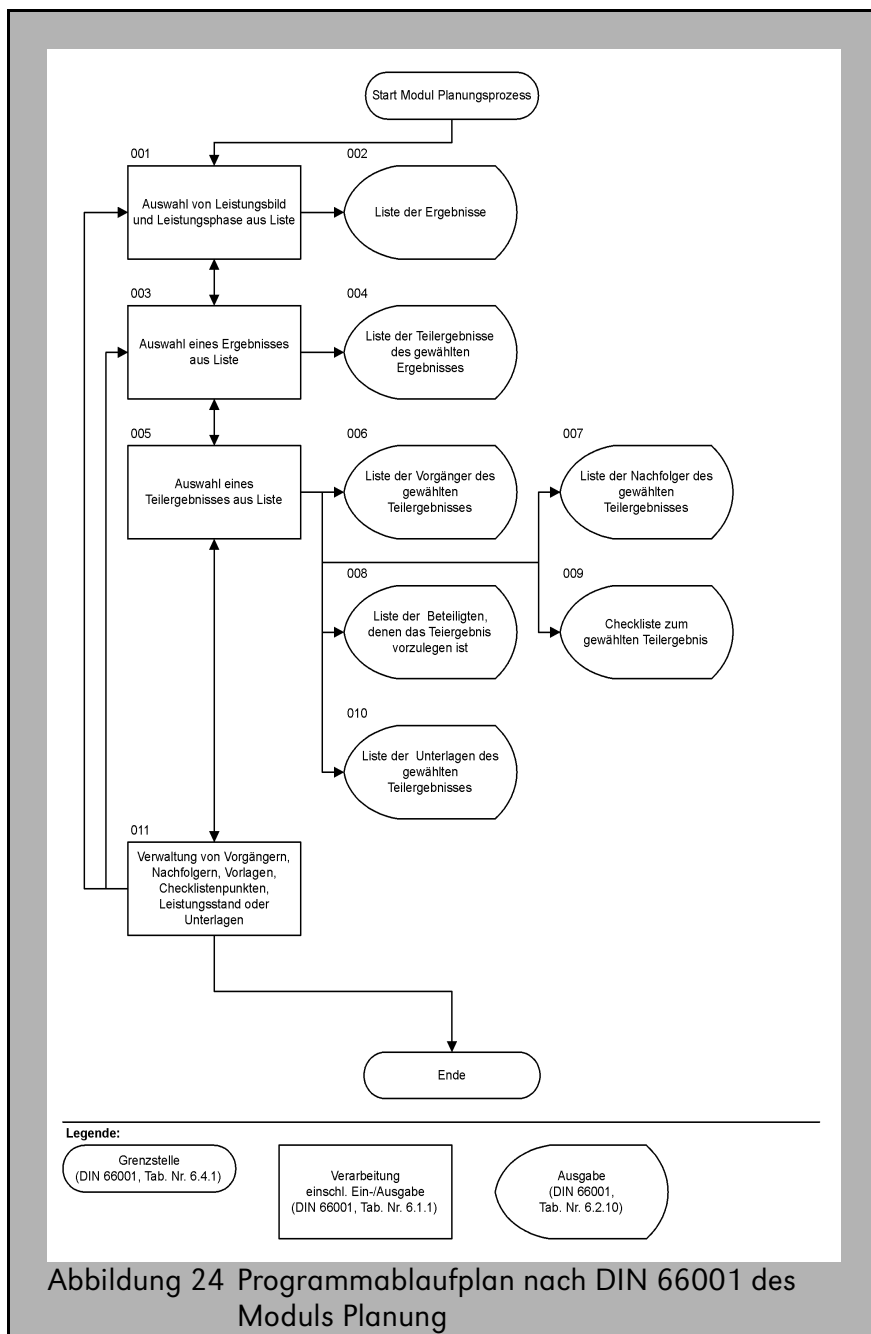 Start Modul Planungsprozess
001
002
Auswahl von Leistungsbild
und Leistungsphase aus Liste
Liste der Ergebnisse
003
004
Auswahl eines Ergebnisses
aus Liste
Liste der Teilergebnisse
des gewählten
Ergebnisses
005
006
007
Auswahl eines
Teilergebnisses aus Liste
Liste der Vorgänger des
gewählten
Teilergebnisses
Liste der Nachfolger des
gewählten
Teilergebnisses
008
009
Liste der Beteiligten,
denen das Teiergebnis
vorzulegen ist
Checkliste zum
gewählten Teilergebnis
010
Liste der Unterlagen des
gewählten
Teilergebnisses
011
Verwaltung von Vorgängern,
Nachfolgern, Vorlagen,
Checklistenpunkten,
Leistungsstand oder
Unterlagen
Ende
Legende:
Grenzstelle
(DIN 66001, Tab. Nr. 6.4.1)
Verarbeitung
einschl. Ein-/Ausgabe
(DIN 66001, Tab. Nr. 6.1.1)
Ausgabe
(DIN 66001,
Tab. Nr. 6.2.10)
Abbildung 24 Programmablaufplan nach DIN 66001 des
Moduls Planung